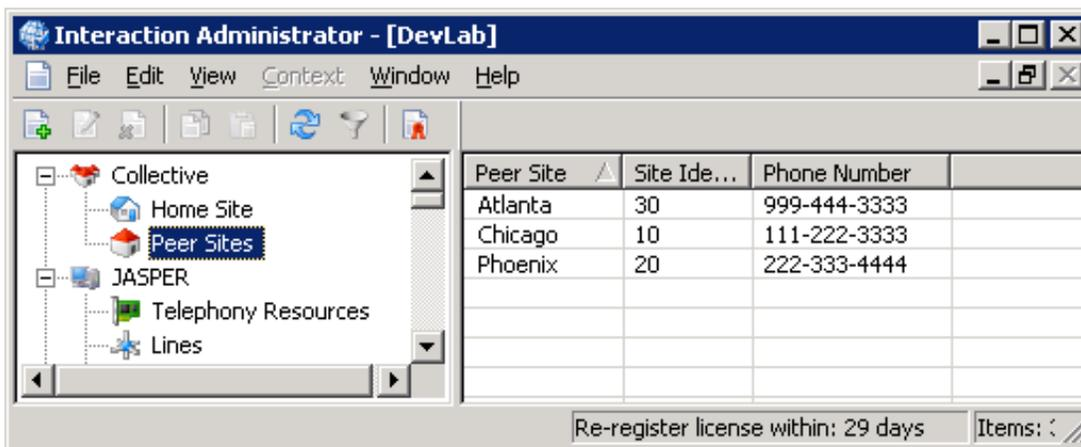 Interaction Administrator - [DevLab]
File Edit View Context Window Help
Collective
Home Site
Peer Sites
JASPER
Telephony Resources
Lines
Peer Site Site Ide... Phone Number
Atlanta 30 999-444-3333
Chicago 10 111-222-3333
Phoenix 20 222-333-4444
Re-register license within: 29 days Items: